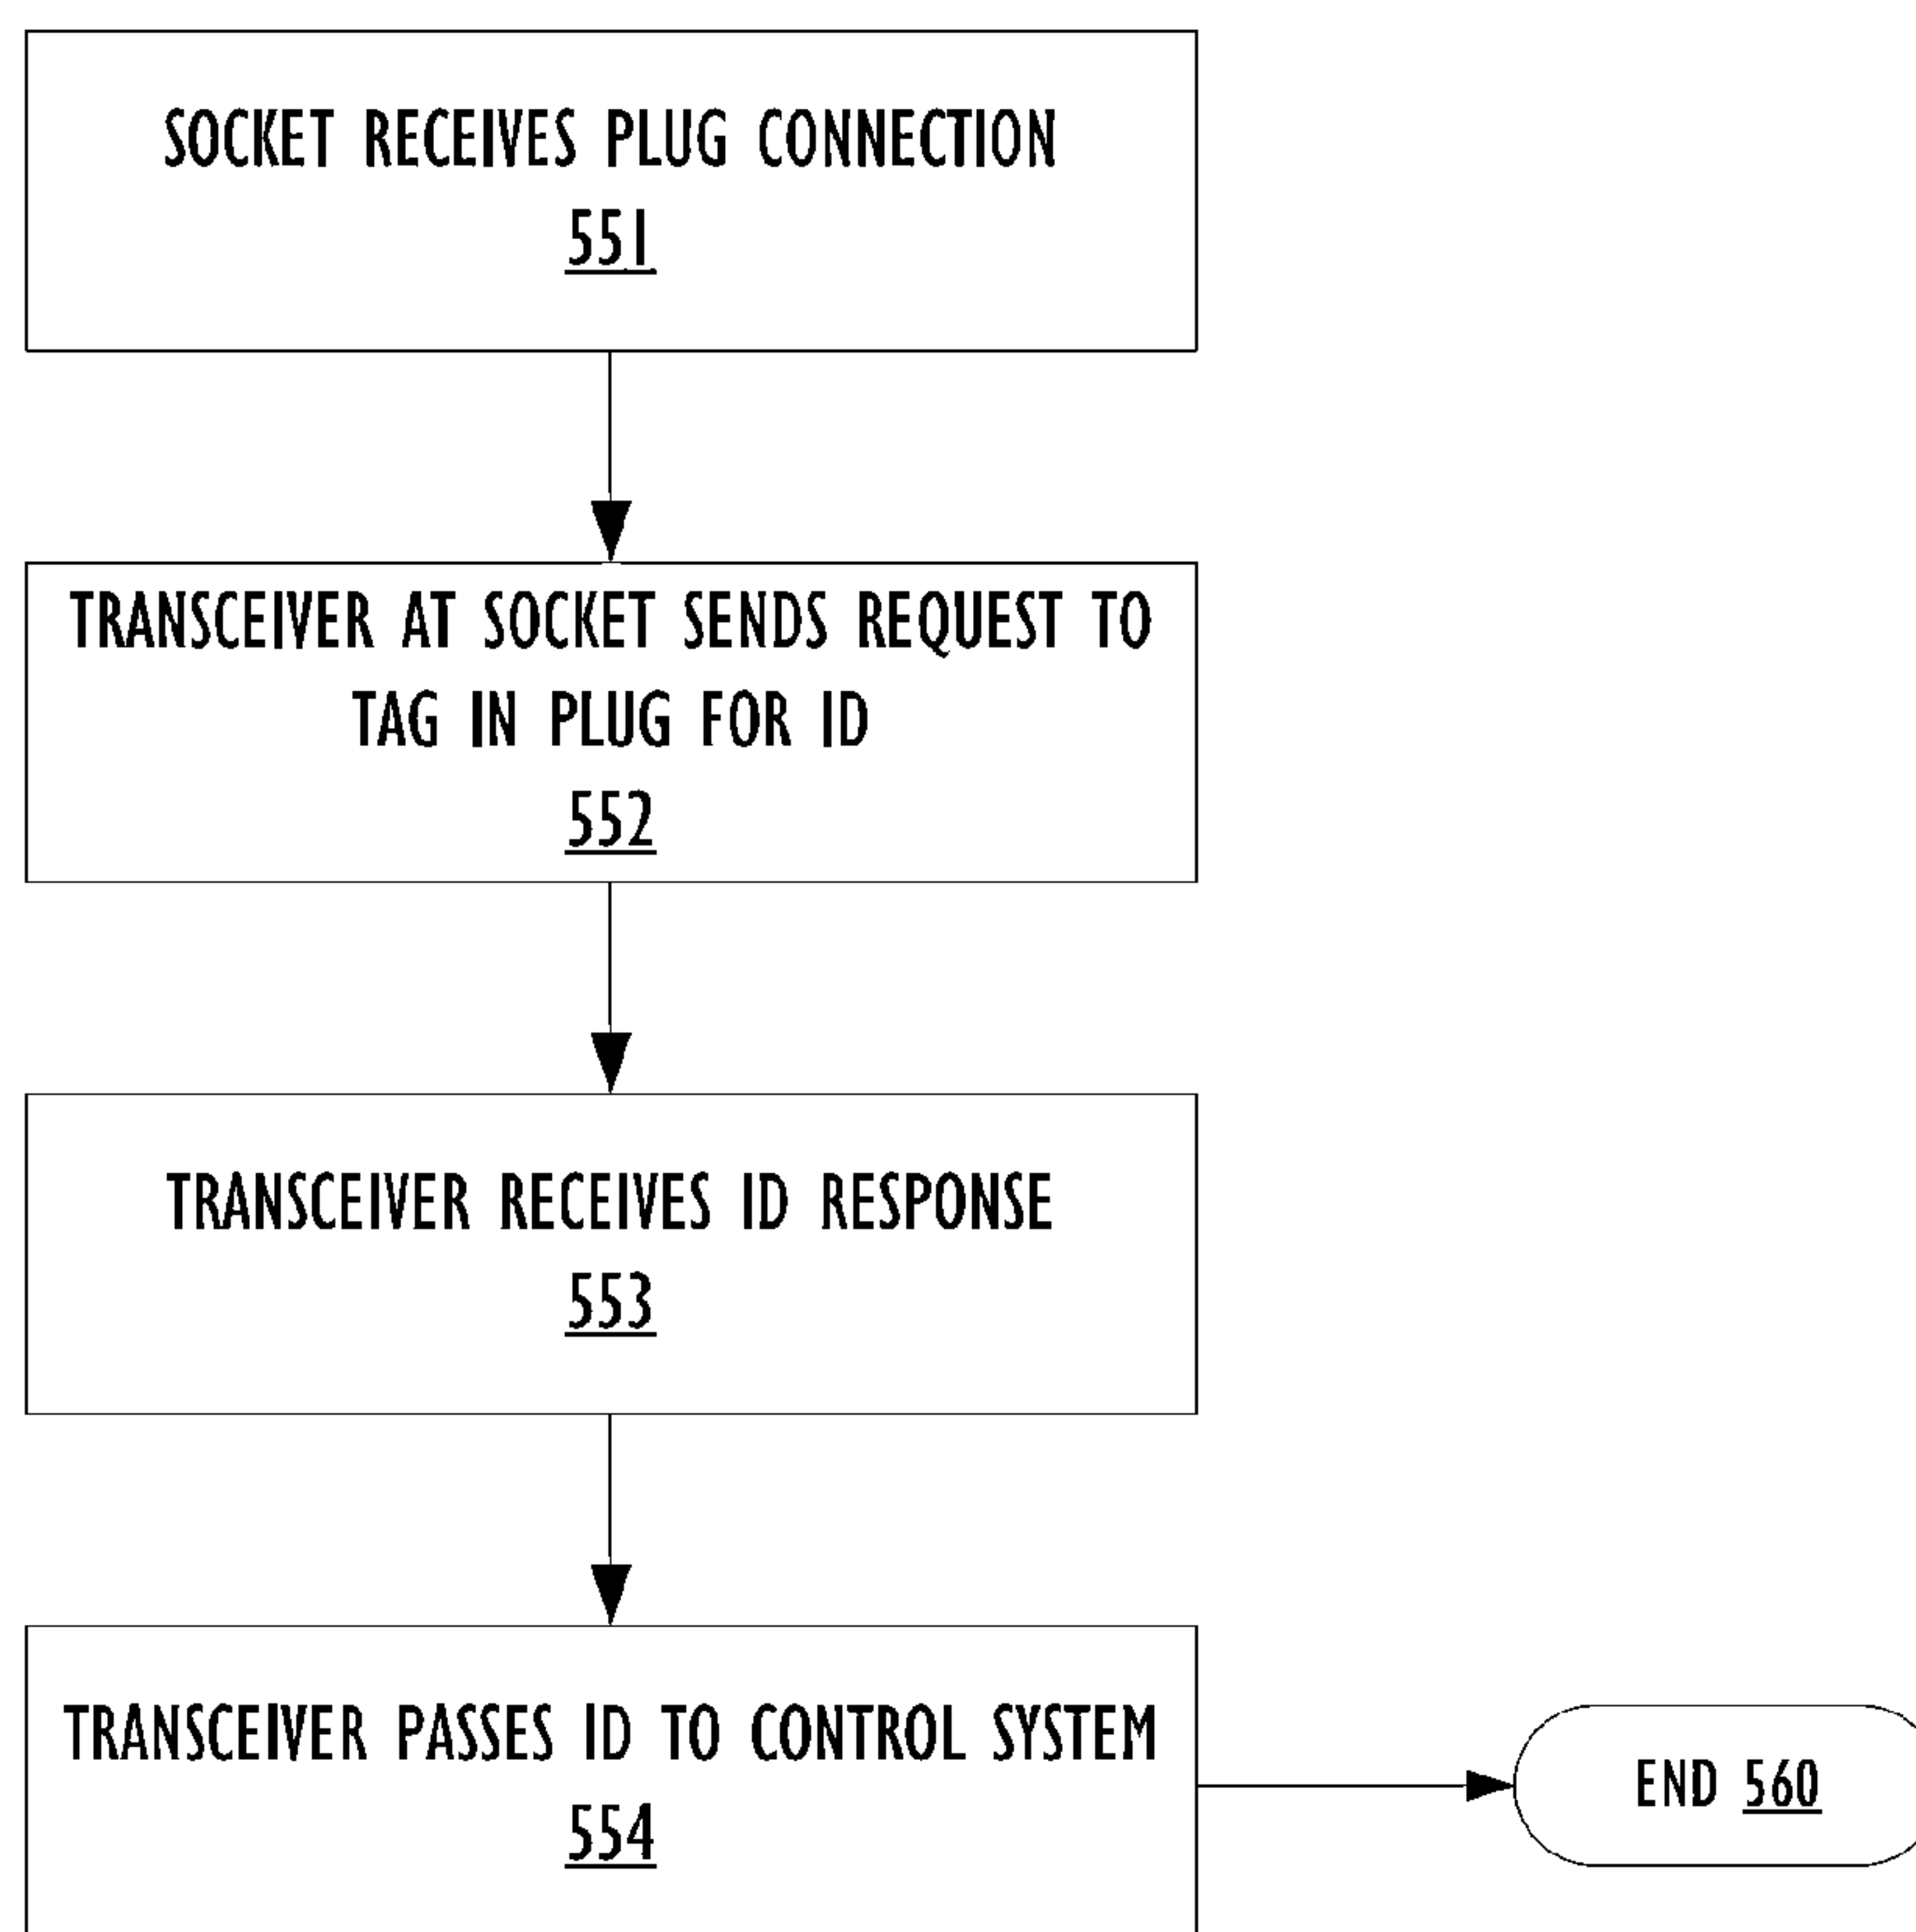 SOCKET RECEIVES PLUG CONNECTION
551
TRANSCEIVER AT SOCKET SENDS REQUEST TO
TAG IN PLUG FOR ID
552
TRANSCEIVER RECEIVES ID RESPONSE
553
TRANSCEIVER PASSES ID TO CONTROL SYSTEM
554
END 560